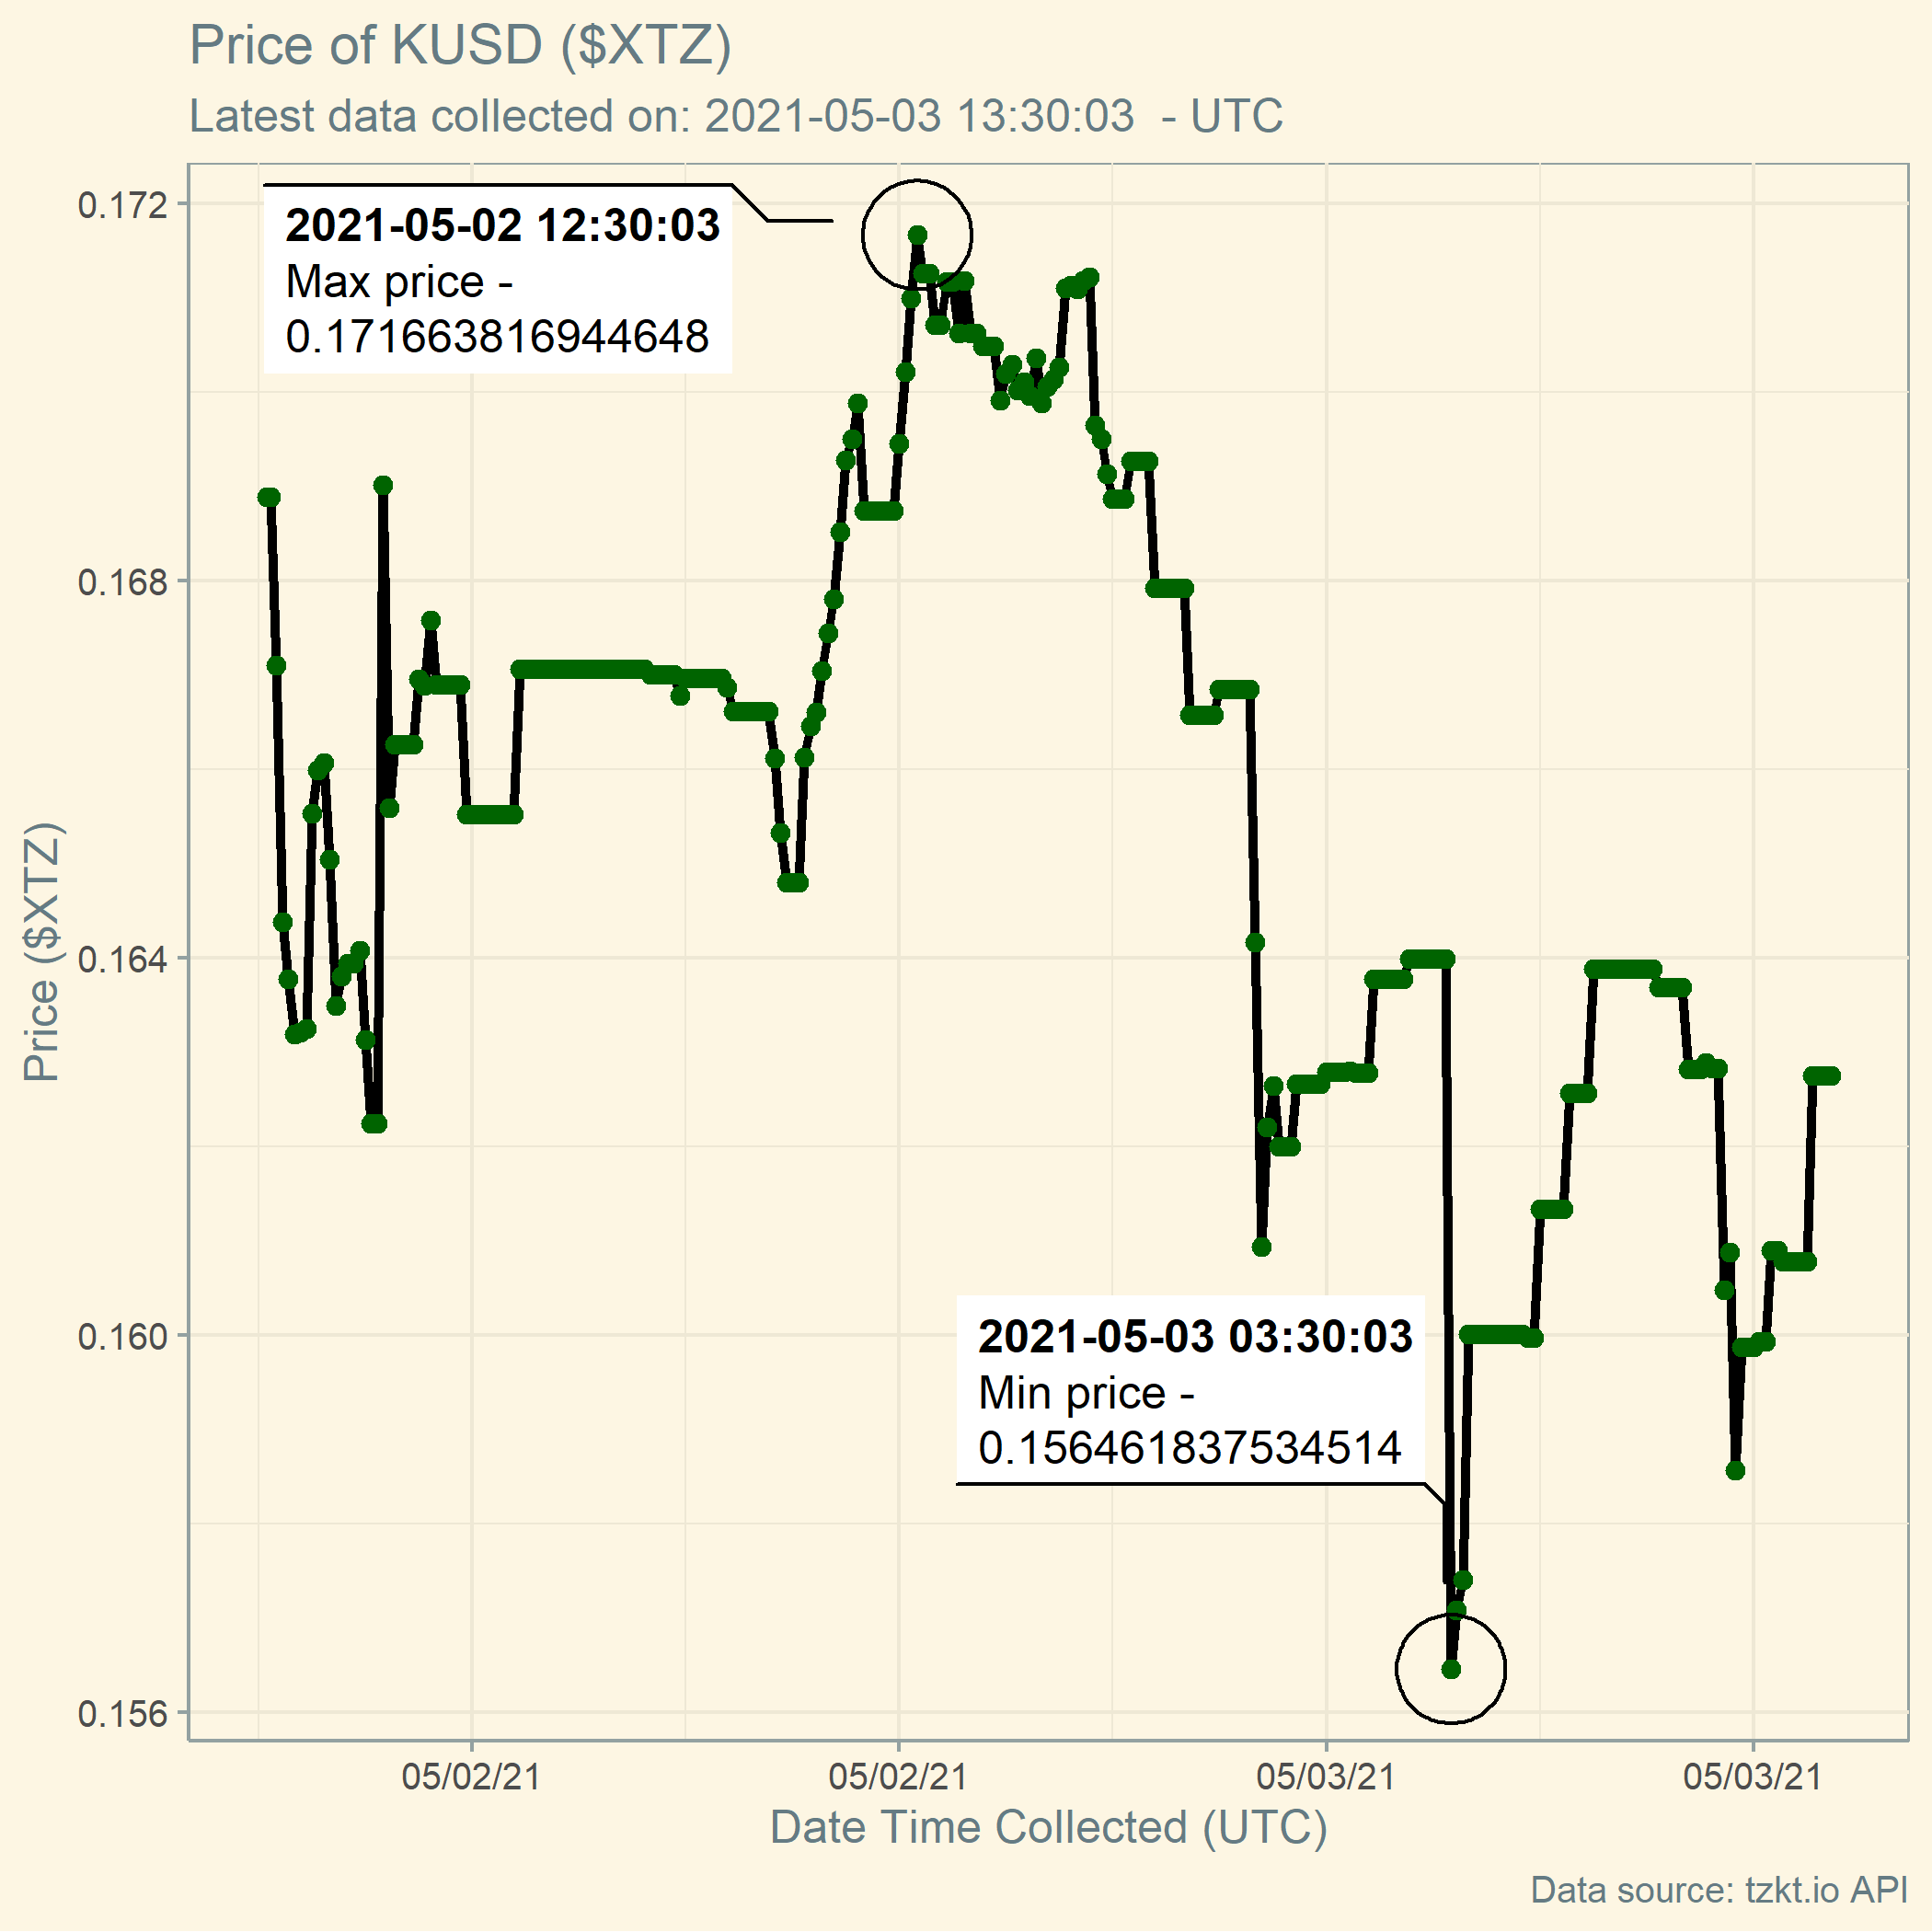 Price of KUSD ($XTZ)
Latest data collected on: 2021-05-03 13:30:03  - UTC
0.172
0.168
0.164
0.160
0.156
Price ($XTZ)
2021-05-02 12:30:03
Max price -
0.171663816944648
2021-05-03 03:30:03
Min price -
0.156461837534514
05/02/21
05/02/21
05/03/21
05/03/21
Date Time Collected (UTC)
Data source: tzkt.io API